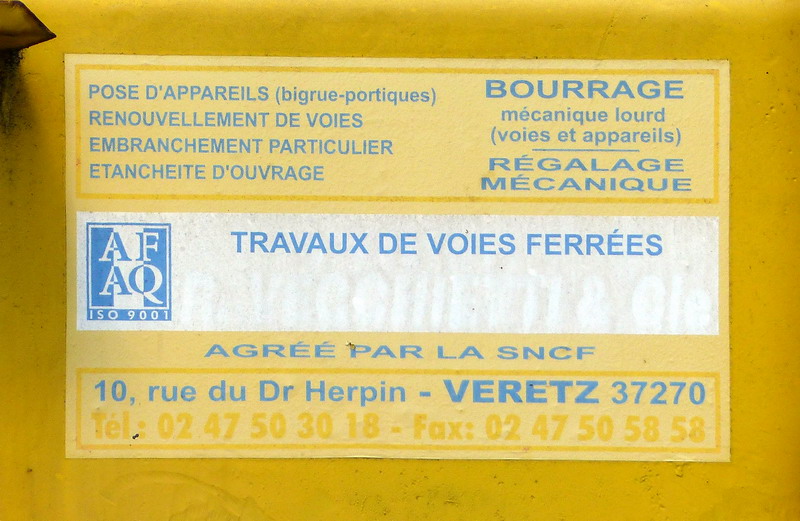 POSE D'APPAREILS (bigrue-portiques)
RENOUVELLEMENT DE VOIES
EMBRANCHEMENT PARTICULIER
ETANCHEITE D'OUVRAGE
BOURRAGE
mécanique lourd
(voies et appareils)
RÉGALAGE
MÉCANIQUE
AFAQ
ISO 9001
TRAVAUX DE VOIES FERRÉES
AGRÉÉ PAR LA SNCF
10, rue du Dr Herpin - VERETZ 37270
Tél.: 02 47 50 30 18 - Fax: 02 47 50 58 58